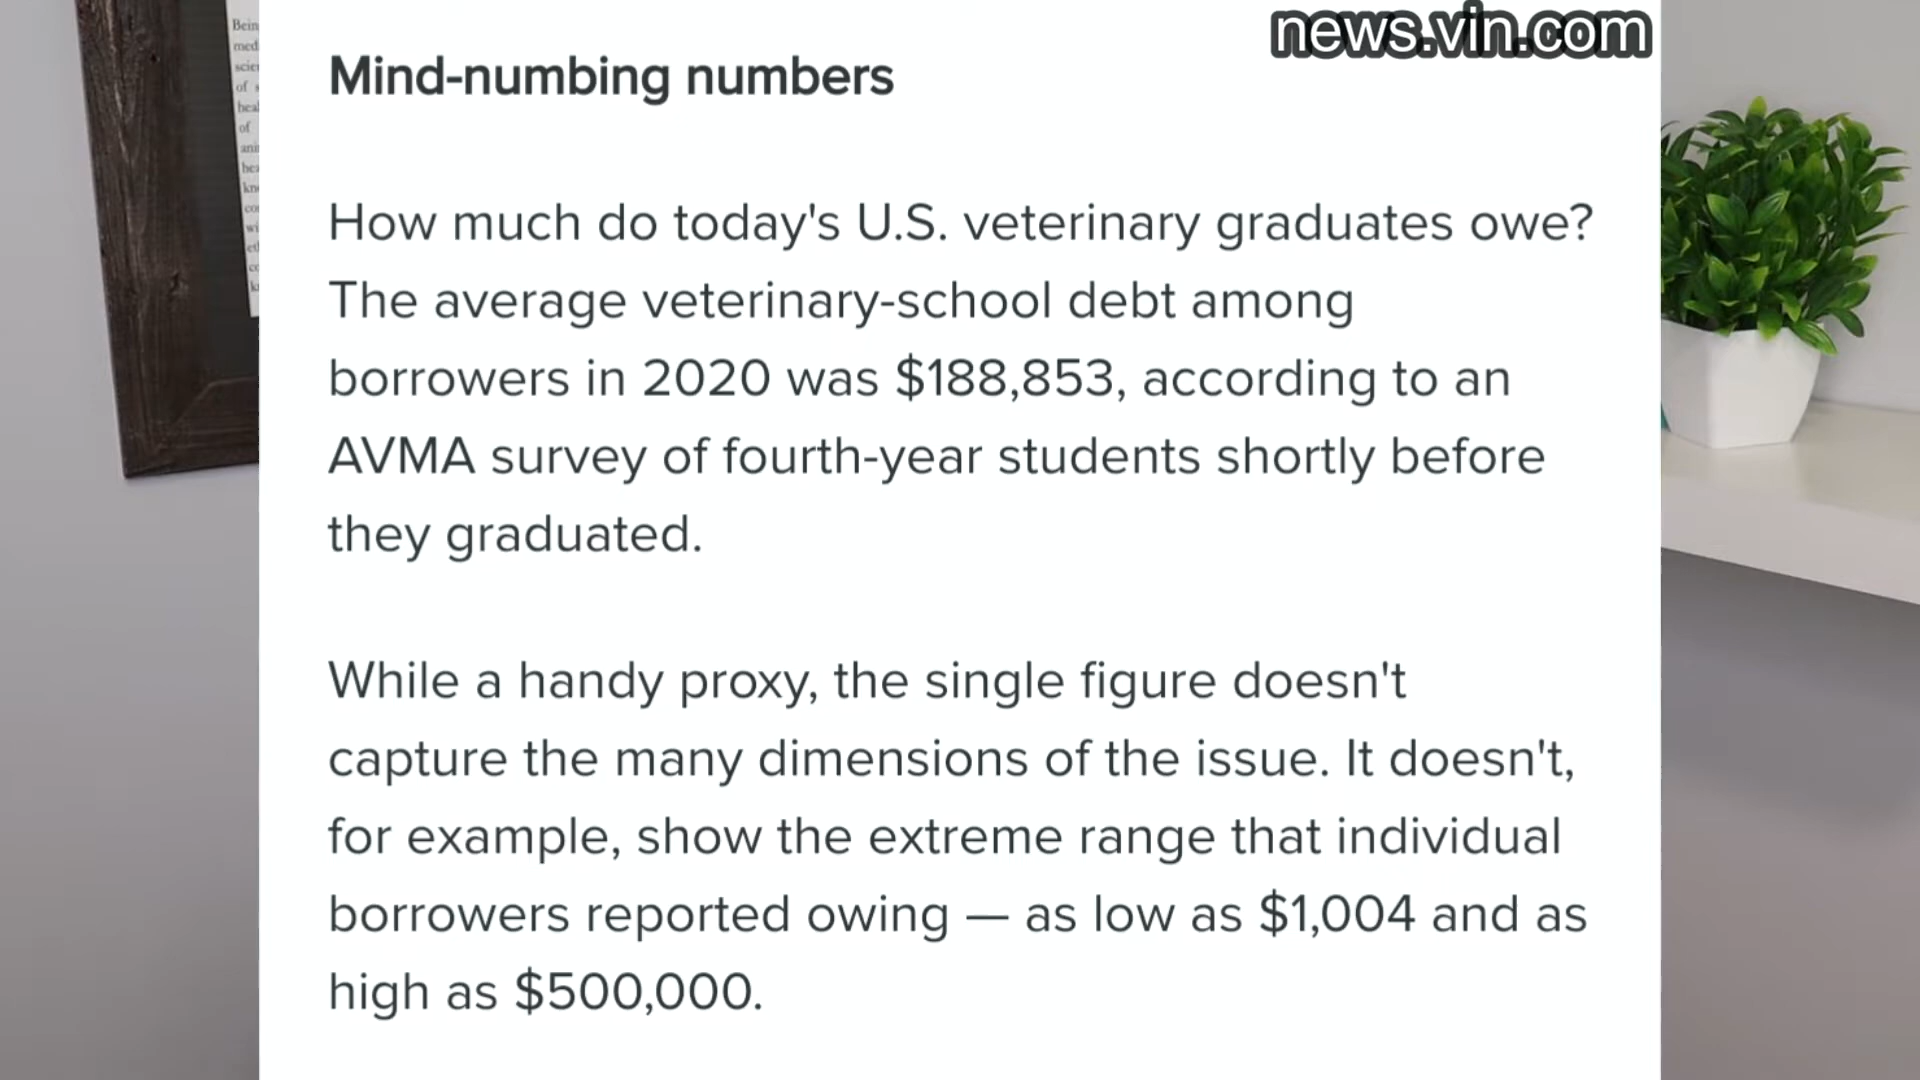 news.vin.com
Mind-numbing numbers
How much do today's U.S. veterinary graduates owe?
The average veterinary-school debt among
borrowers in 2020 was $188,853, according to an
AVMA survey of fourth-year students shortly before
they graduated.
While a handy proxy, the single figure doesn't
capture the many dimensions of the issue. It doesn't,
for example, show the extreme range that individual
borrowers reported owing — as low as $1,004 and as
high as $500,000.